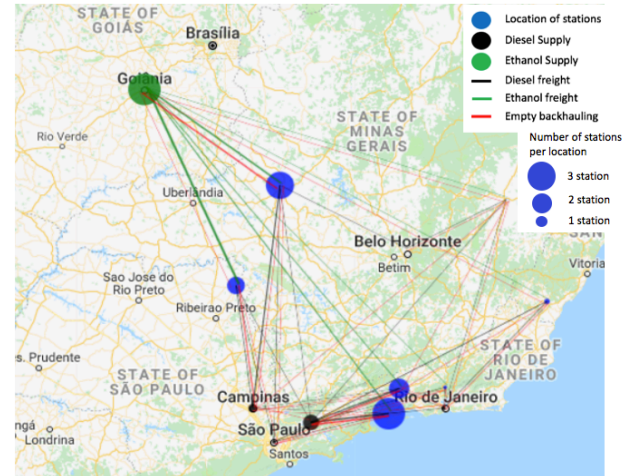 STATE OF
GOIÁS
Brasília
Goiânia
Rio Verde
STATE OF
MINAS
GERAIS
Uberlândia
Belo Horizonte
Betim
Vitoria
SAN
Sao Jose do
Rio Preto
Ribeirao Preto
s. Prudente
STATE OF
SÃO PAULO
STATE OF
RIO DE
JANEIRO
Campinas
Rio de Janeiro
São Paulo
Santos
ngá
Londrina
Location of stations
Diesel Supply
Ethanol Supply
Diesel freight
Ethanol freight
Empty backhauling
Number of stations
per location
3 station
2 station
1 station